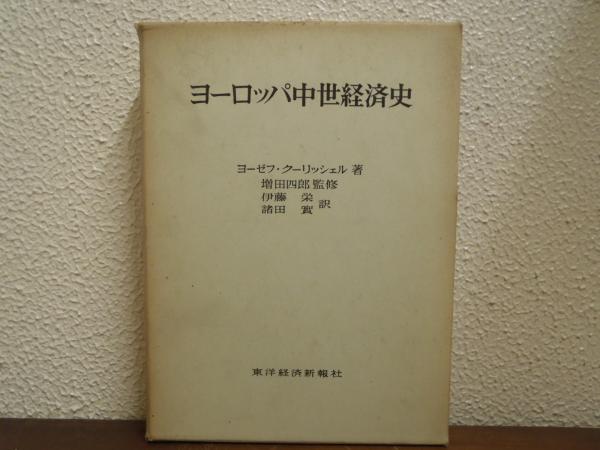 ヨーロッパ中世経済史
ヨーゼフ・クーリッシェル 著
増田四郎 監修
伊藤 栄
諸田 實 訳
東洋経済新報社